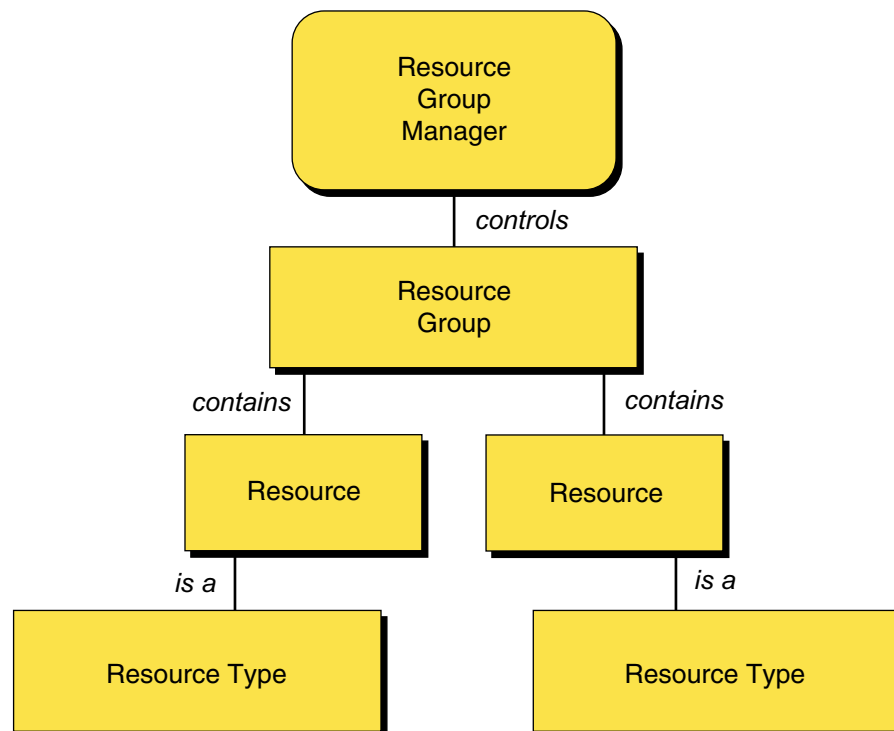 Resource
Group
Manager
controls
Resource
Group
contains
contains
Resource
Resource
is a
is a
Resource Type
Resource Type